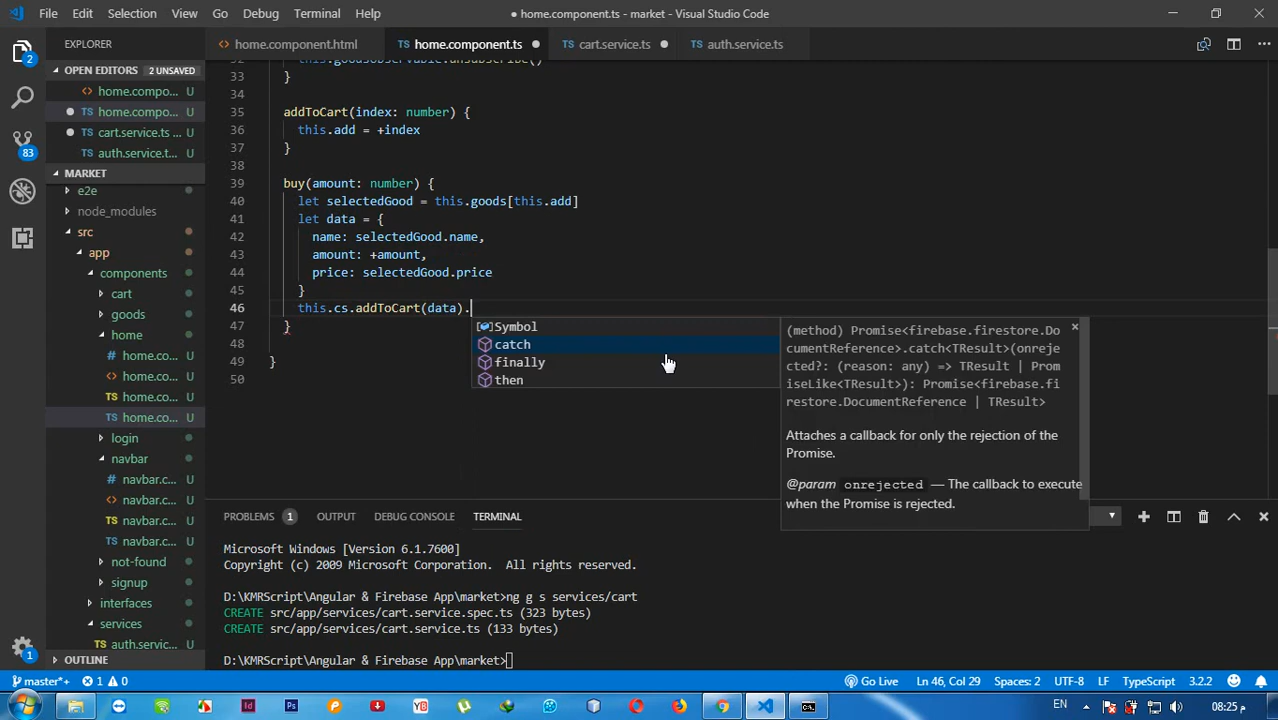 File Edit Selection View Go Debug Terminal Help
● home.component.ts - market - Visual Studio Code
EXPLORER
OPEN EDITORS 2 UNSAVED
home.compo... U
TS home.compo... U
TS cart.service.ts ... U
TS auth.service.t... U
MARKET
e2e
node_modules
src
app
components
cart
goods
home
home.co... U
home.co... U
TS home.co... U
login
navbar
# navbar.c... U
navbar.c... U
TS navbar.c... U
TS navbar.c... U
not-found
signup
interfaces
services
TS auth.servic... U
OUTLINE
83
1
<> home.component.html
TS home.component.ts
TS cart.service.ts
TS auth.service.ts
32 this.goodsObservable.unsubscribe()
33 }
34
35 addToCart(index: number) {
36 this.add = +index
37 }
38
39 buy(amount: number) {
40 let selectedGood = this.goods[this.add]
41 let data = {
42 name: selectedGood.name,
43 amount: +amount,
44 price: selectedGood.price
45 }
46 this.cs.addToCart(data).
47 }
48
49 }
50
Symbol
catch
finally
then
(method) Promise<firebase.firestore.Do
cumentReference>.catch<TResult>(onreje
cted?: (reason: any) => TResult | Prom
iseLike<TResult>): Promise<firebase.fi
restore.DocumentReference | TResult>
Attaches a callback for only the rejection of the
Promise.
@param onrejected — The callback to execute
when the Promise is rejected.
PROBLEMS 1 OUTPUT DEBUG CONSOLE TERMINAL
Microsoft Windows [Version 6.1.7600]
Copyright (c) 2009 Microsoft Corporation. All rights reserved.
D:\KMRScript\Angular & Firebase App\market>ng g s services/cart
CREATE src/app/services/cart.service.spec.ts (323 bytes)
CREATE src/app/services/cart.service.ts (133 bytes)
D:\KMRScript\Angular & Firebase App\market>
master*+ 1 0
Go Live Ln 46, Col 29 Spaces: 2 UTF-8 LF TypeScript 3.2.2
EN 08:25 م